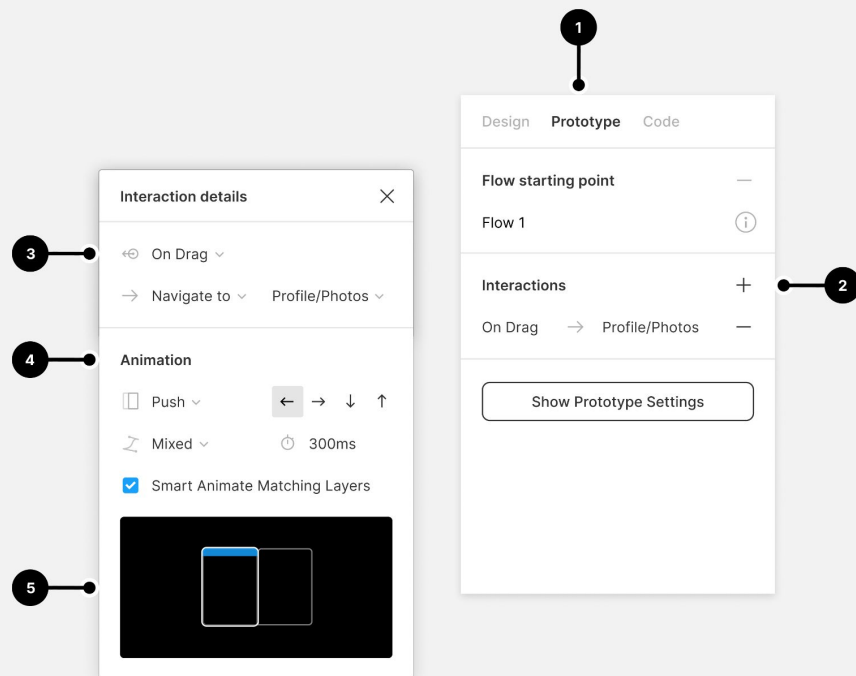 1
Design Prototype Code
Flow starting point
Flow 1
Interactions
2
On Drag Profile/Photos
Show Prototype Settings
Interaction details
3
On Drag
Navigate to Profile/Photos
4
Animation
Push
Mixed 300ms
Smart Animate Matching Layers
5